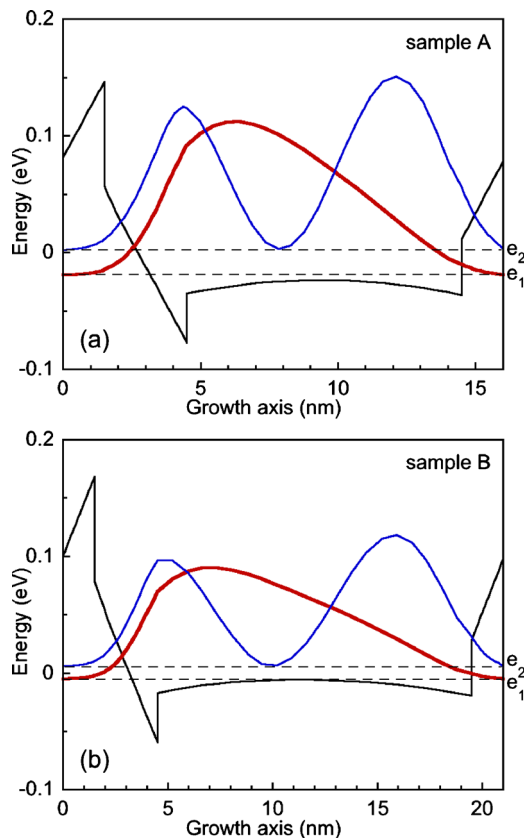 0.2
sample A
0.1
Energy (eV)
0
e2
e1
(a)
-0.1
0
5
10
15
Growth axis (nm)
0.2
sample B
0.1
Energy (eV)
0
e2
e1
(b)
-0.1
0
5
10
15
20
Growth axis (nm)